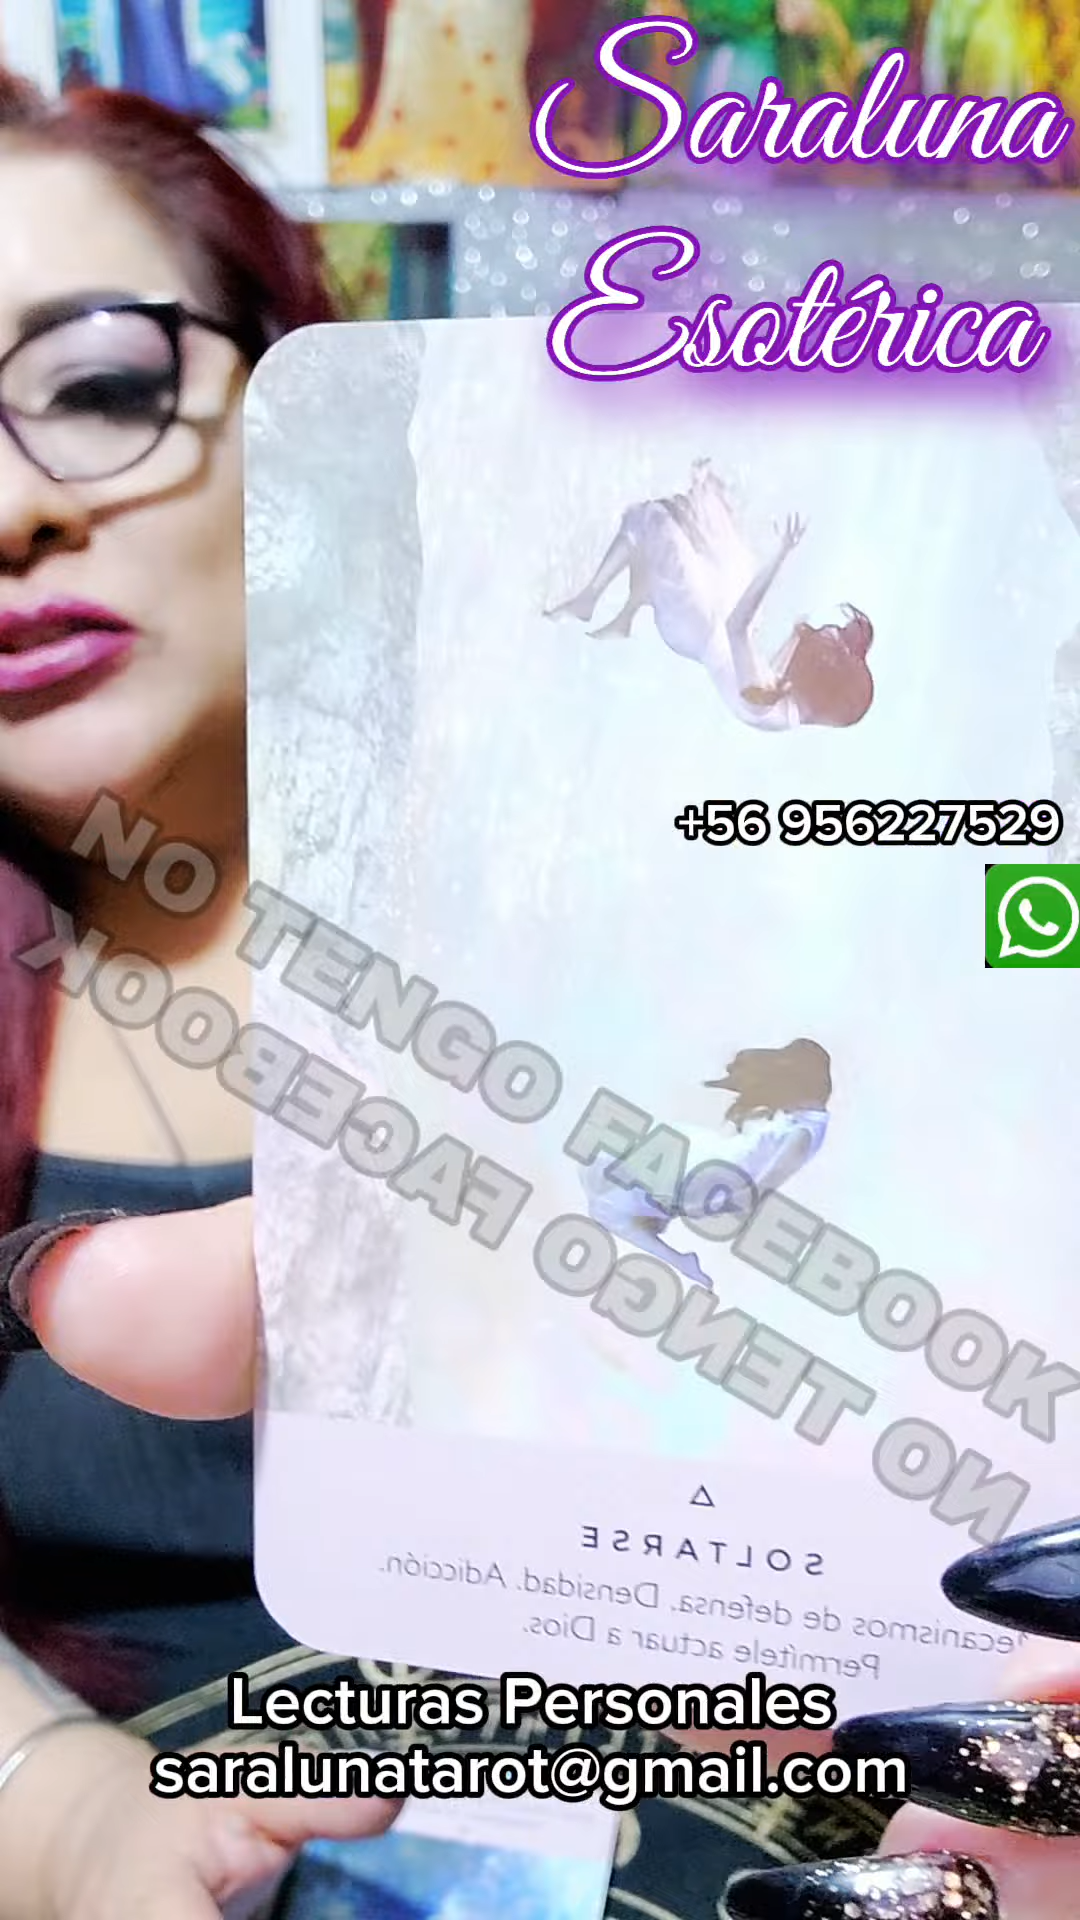 Saraluna
Esotérica
+56 956227529
NO TENGO FACEBOOK
NO TENGO FACEBOOK
SOLTARSE
Mecanismos de defensa. Densidad. Adicción.
Permítele actuar a Dios.
Lecturas Personales
saralunatarot@gmail.com